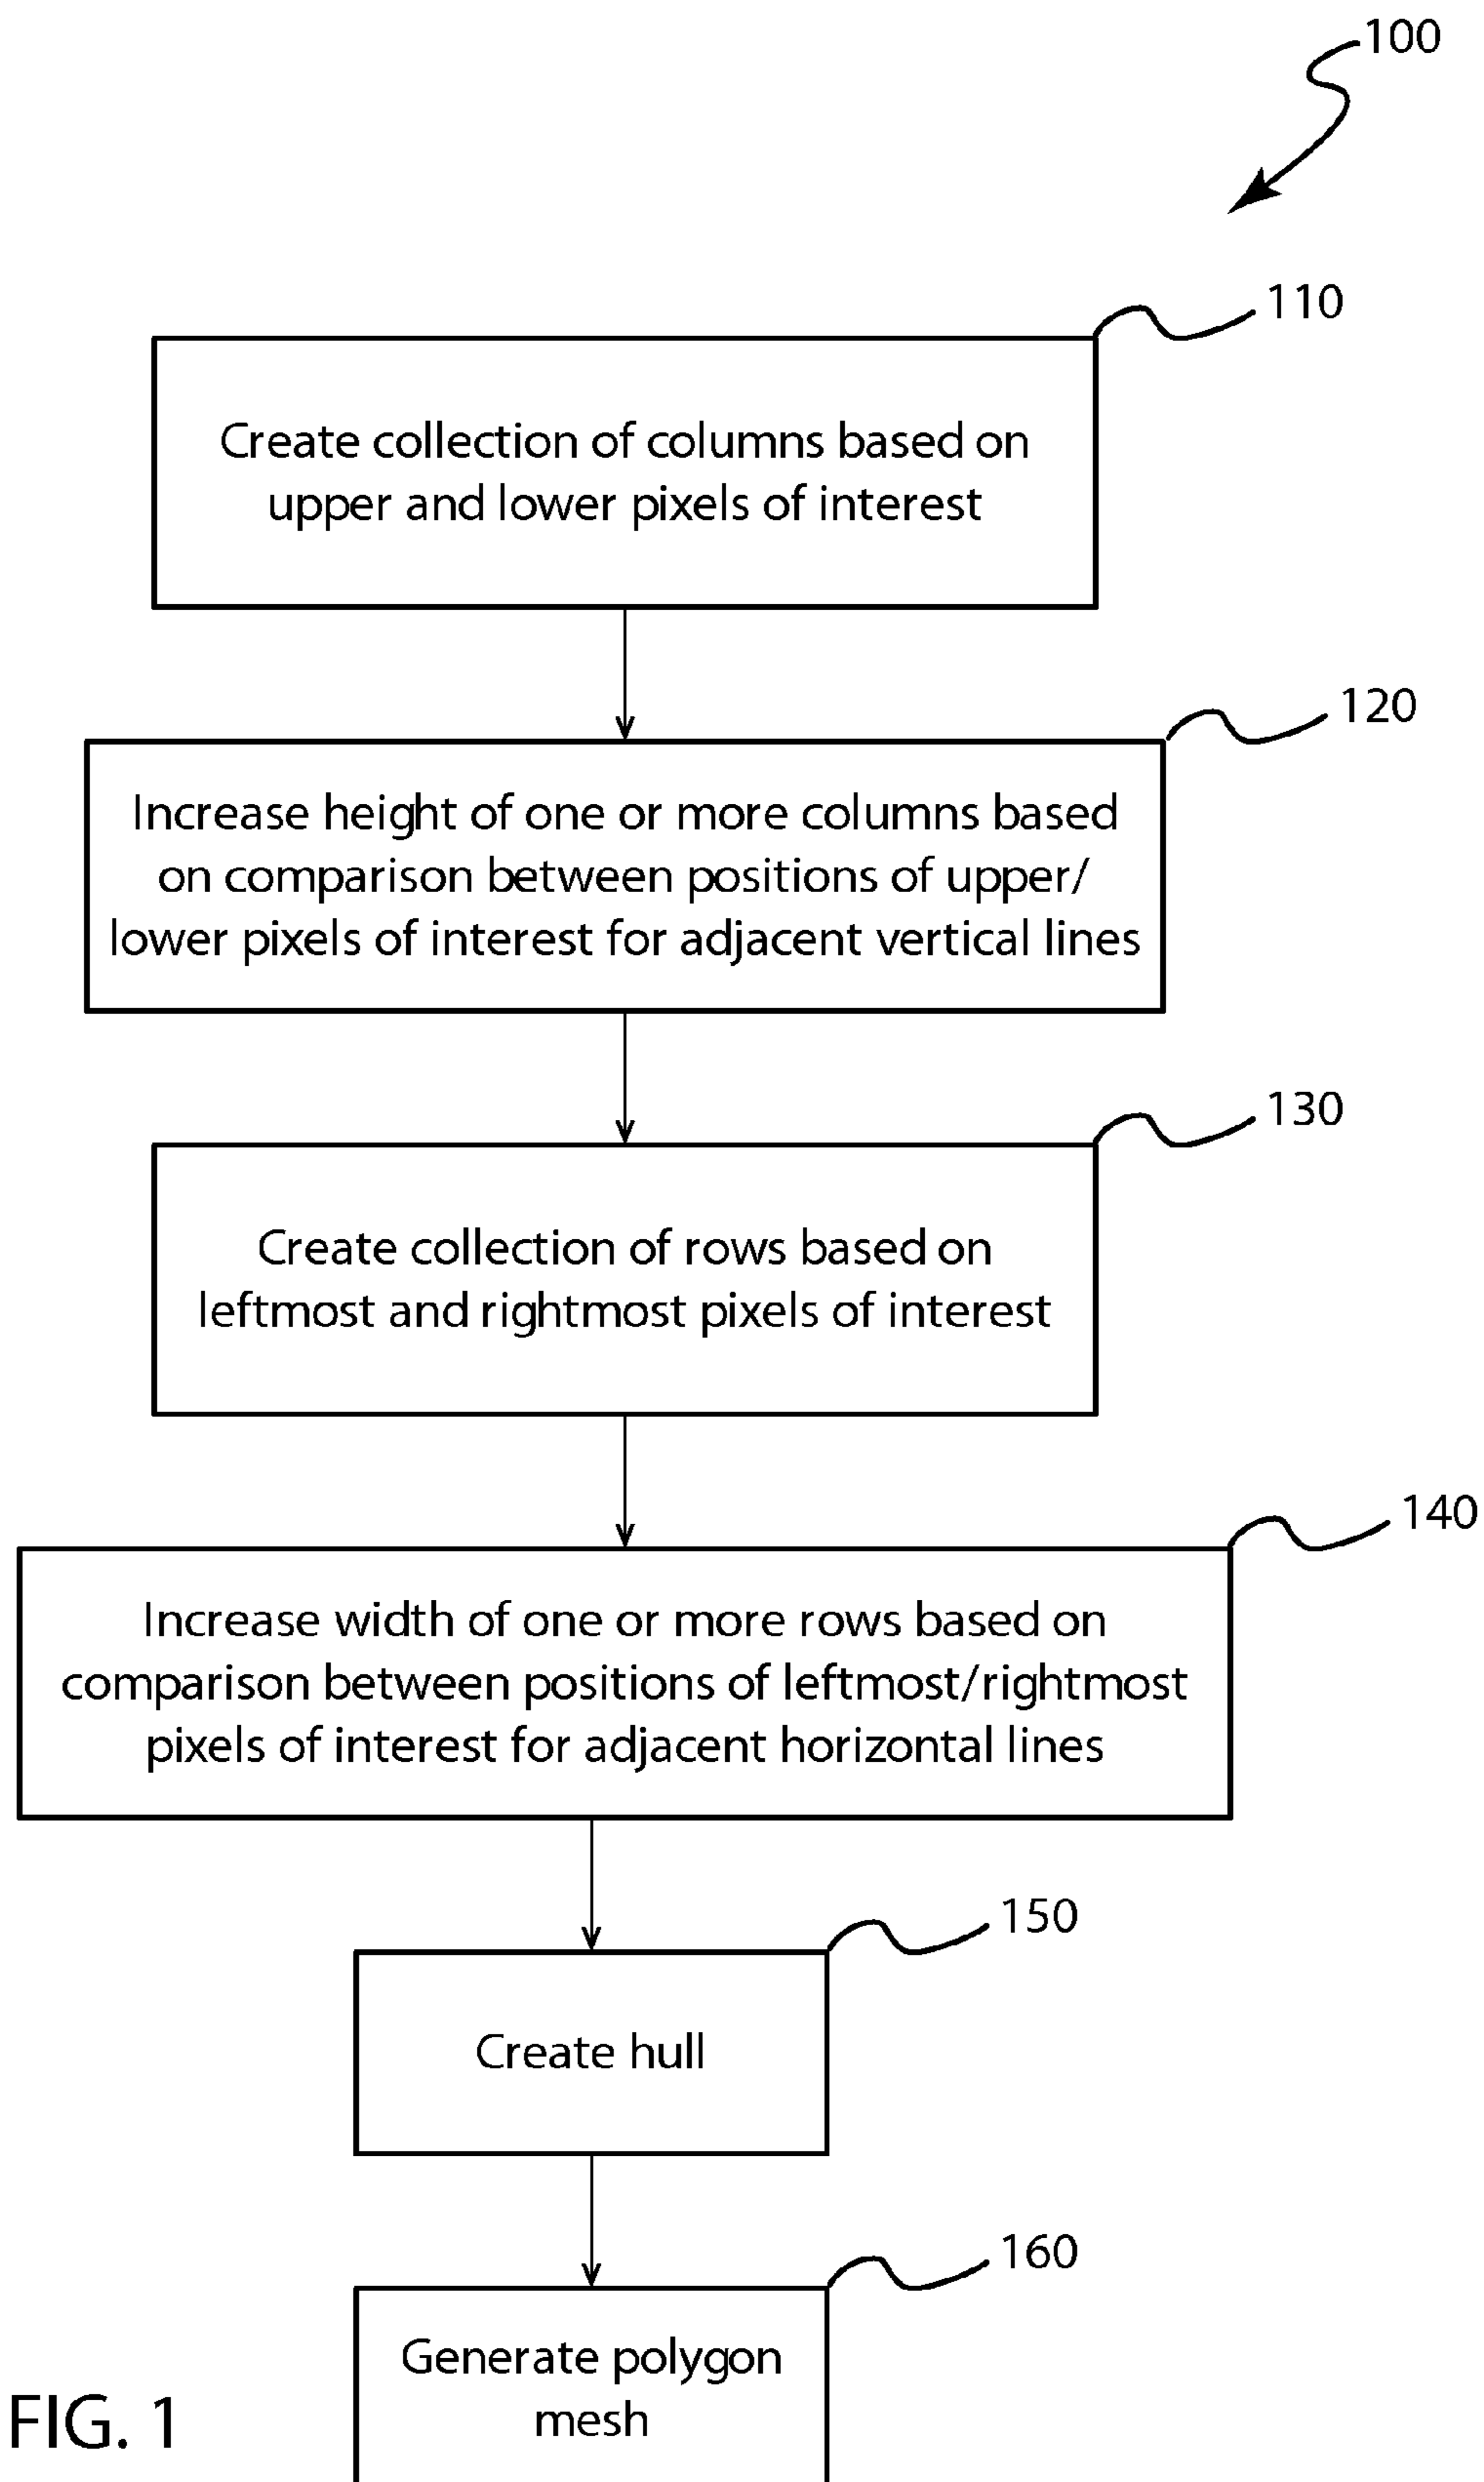 100
110
Create collection of columns based on
upper and lower pixels of interest
120
Increase height of one or more columns based
on comparison between positions of upper/
lower pixels of interest for adjacent vertical lines
130
Create collection of rows based on
leftmost and rightmost pixels of interest
140
Increase width of one or more rows based on
comparison between positions of leftmost/rightmost
pixels of interest for adjacent horizontal lines
150
Create hull
160
Generate polygon
mesh
FIG. 1